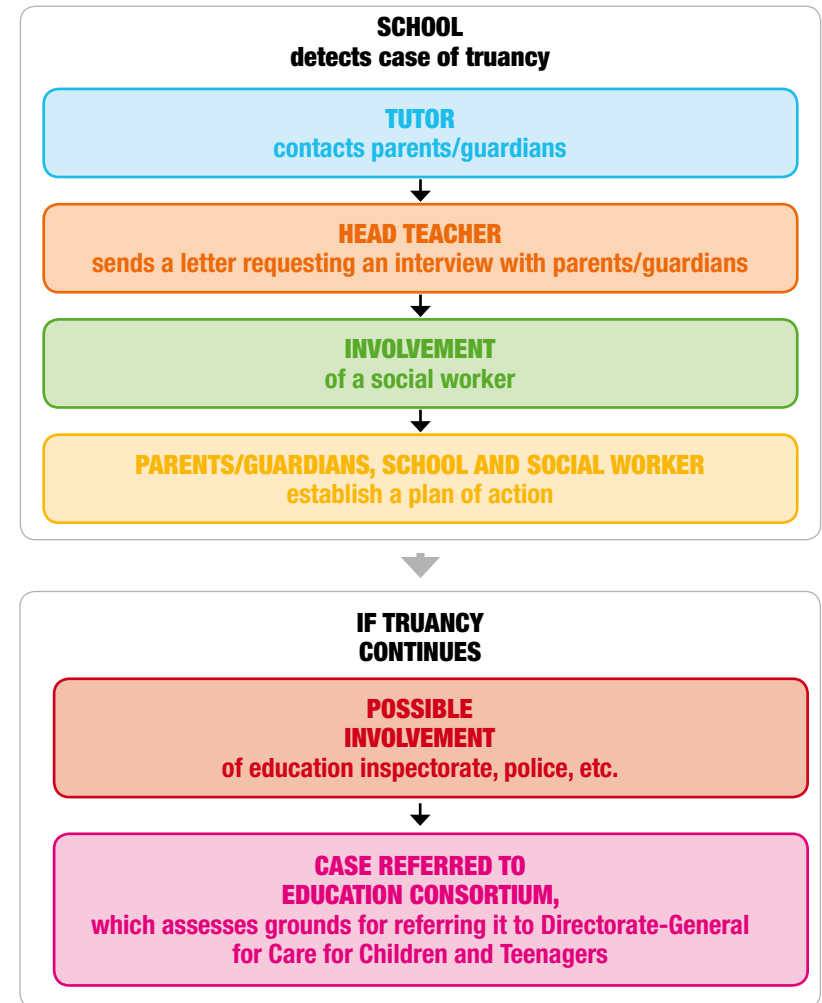 SCHOOL
detects case of truancy
TUTOR
contacts parents/guardians
HEAD TEACHER
sends a letter requesting an interview with parents/guardians
INVOLVEMENT
of a social worker
PARENTS/GUARDIANS, SCHOOL AND SOCIAL WORKER
establish a plan of action
IF TRUANCY
CONTINUES
POSSIBLE
INVOLVEMENT
of education inspectorate, police, etc.
CASE REFERRED TO
EDUCATION CONSORTIUM,
which assesses grounds for referring it to Directorate-General
for Care for Children and Teenagers